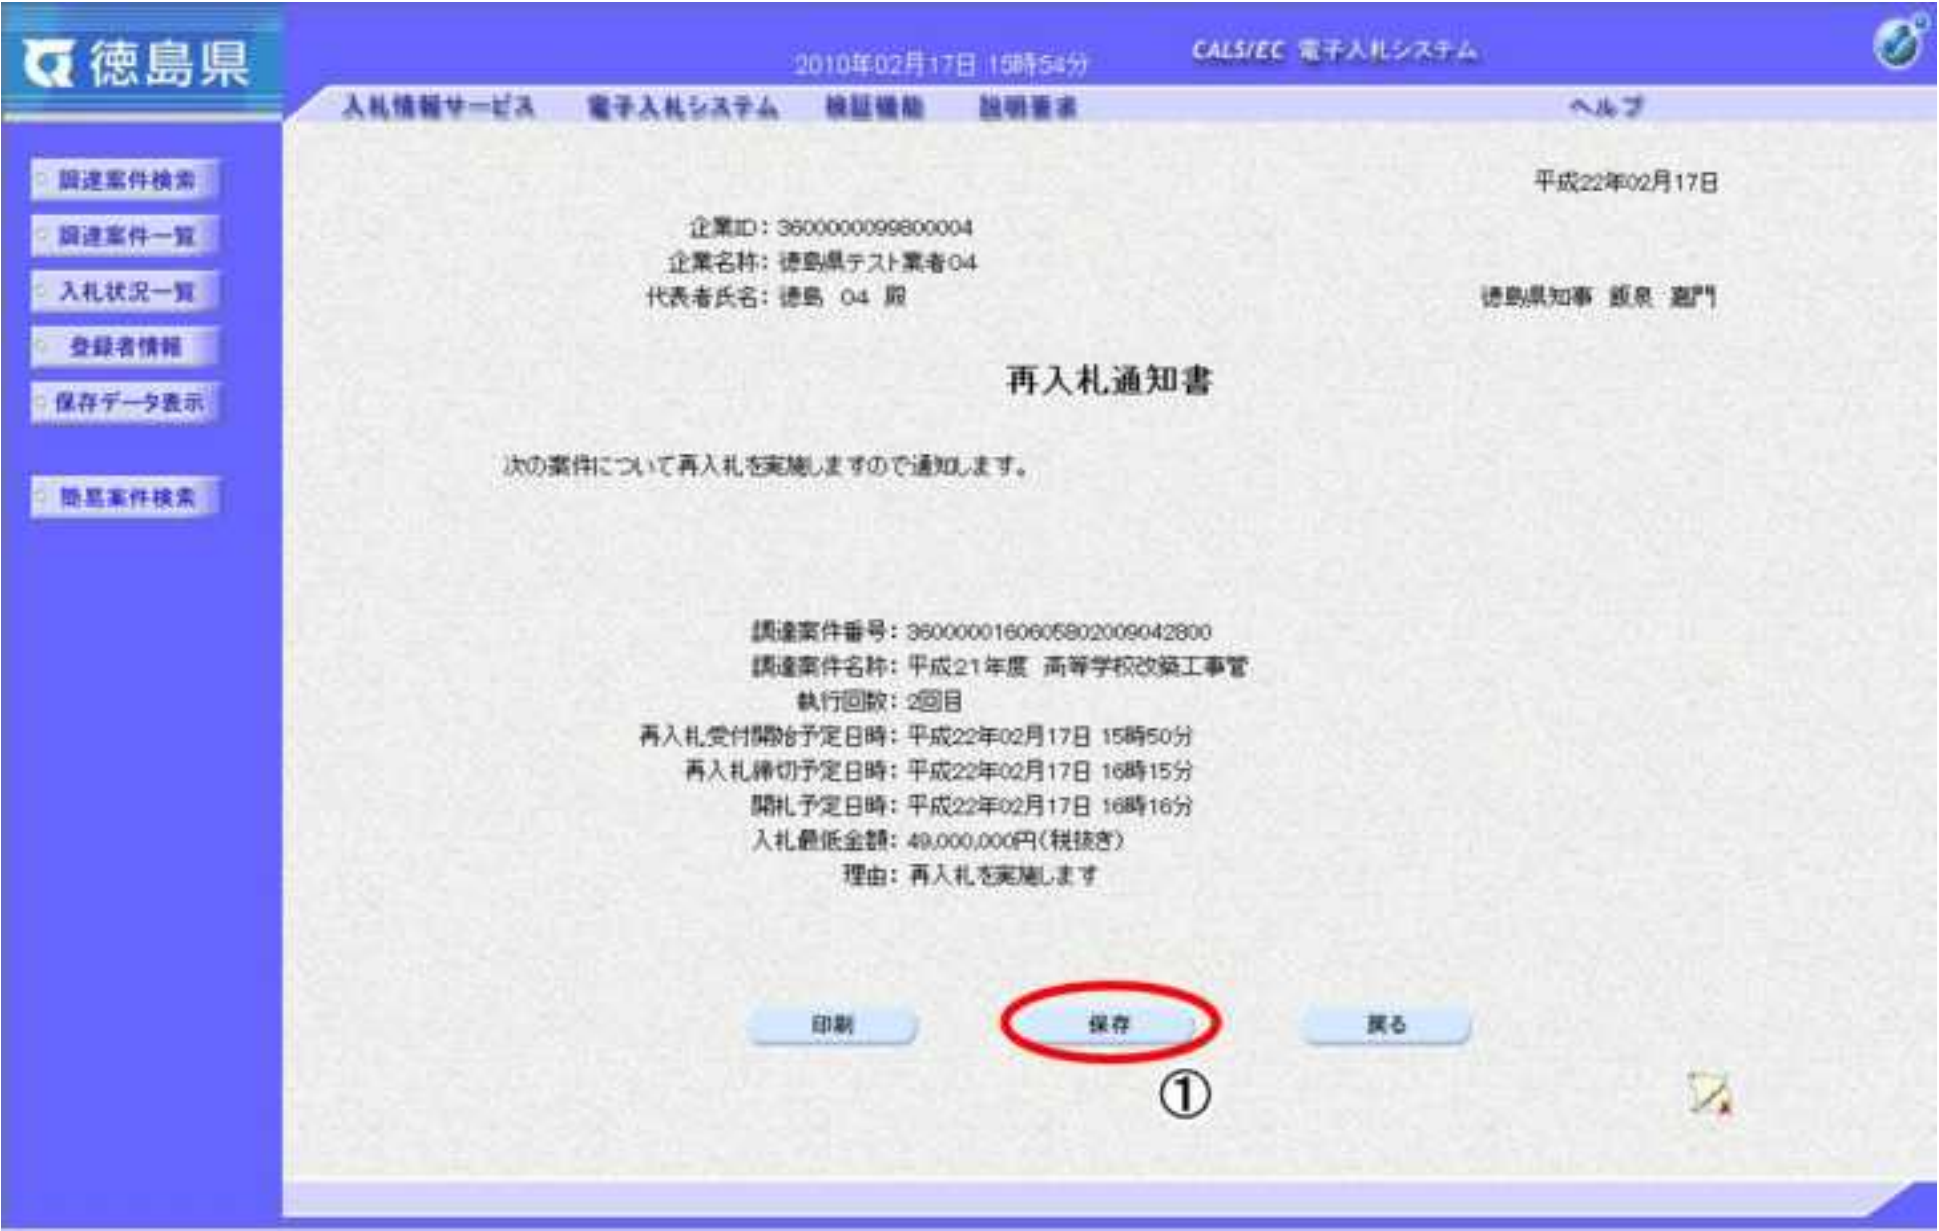 徳島県
2010年02月17日 15時54分
CALS/EC 電子入札システム
入札情報サービス 電子入札システム 検証機能 説明要求 ヘルプ
調達案件検索
調達案件一覧
入札状況一覧
登録者情報
保存データ表示
簡易案件検索
平成22年02月17日
企業ID：3600000099800004
企業名称：徳島県テスト業者04
代表者氏名：徳島 04 殿
徳島県知事 飯泉 嘉門
再入札通知書
次の案件について再入札を実施しますので通知します。
調達案件番号：3600000160605802009042800
調達案件名称：平成21年度 高等学校改築工事管
執行回数：2回目
再入札受付開始予定日時：平成22年02月17日 15時50分
再入札締切予定日時：平成22年02月17日 16時15分
開札予定日時：平成22年02月17日 16時16分
入札最低金額：49,000,000円（税抜き）
理由：再入札を実施します
印刷 保存 戻る
①